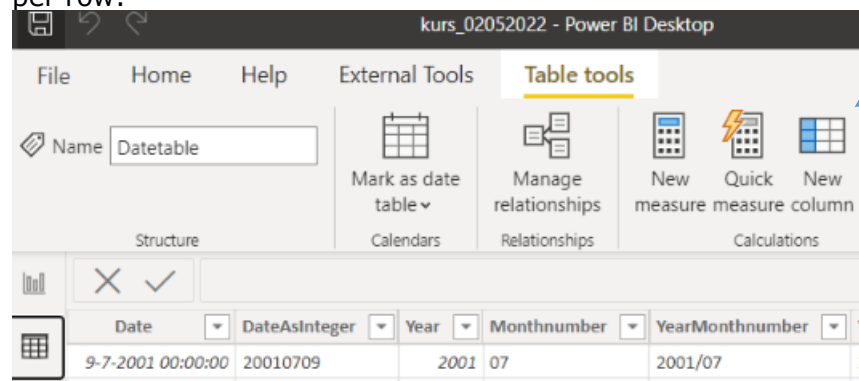 per row.
kurs_02052022 - Power BI Desktop
File Home Help External Tools Table tools
Name Datetable
Mark as date table
Manage relationships
New measure
Quick measure
New column
Structure Calendars Relationships Calculations
Date DateAsInteger Year Monthnumber YearMonthnumber
9-7-2001 00:00:00 20010709 2001 07 2001/07